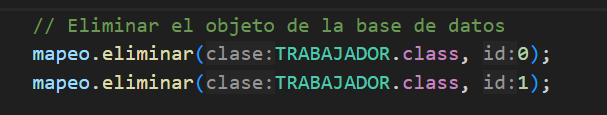 // Eliminar el objeto de la base de datos
mapeo.eliminar(clase:TRABAJADOR.class, id:0);
mapeo.eliminar(clase:TRABAJADOR.class, id:1);